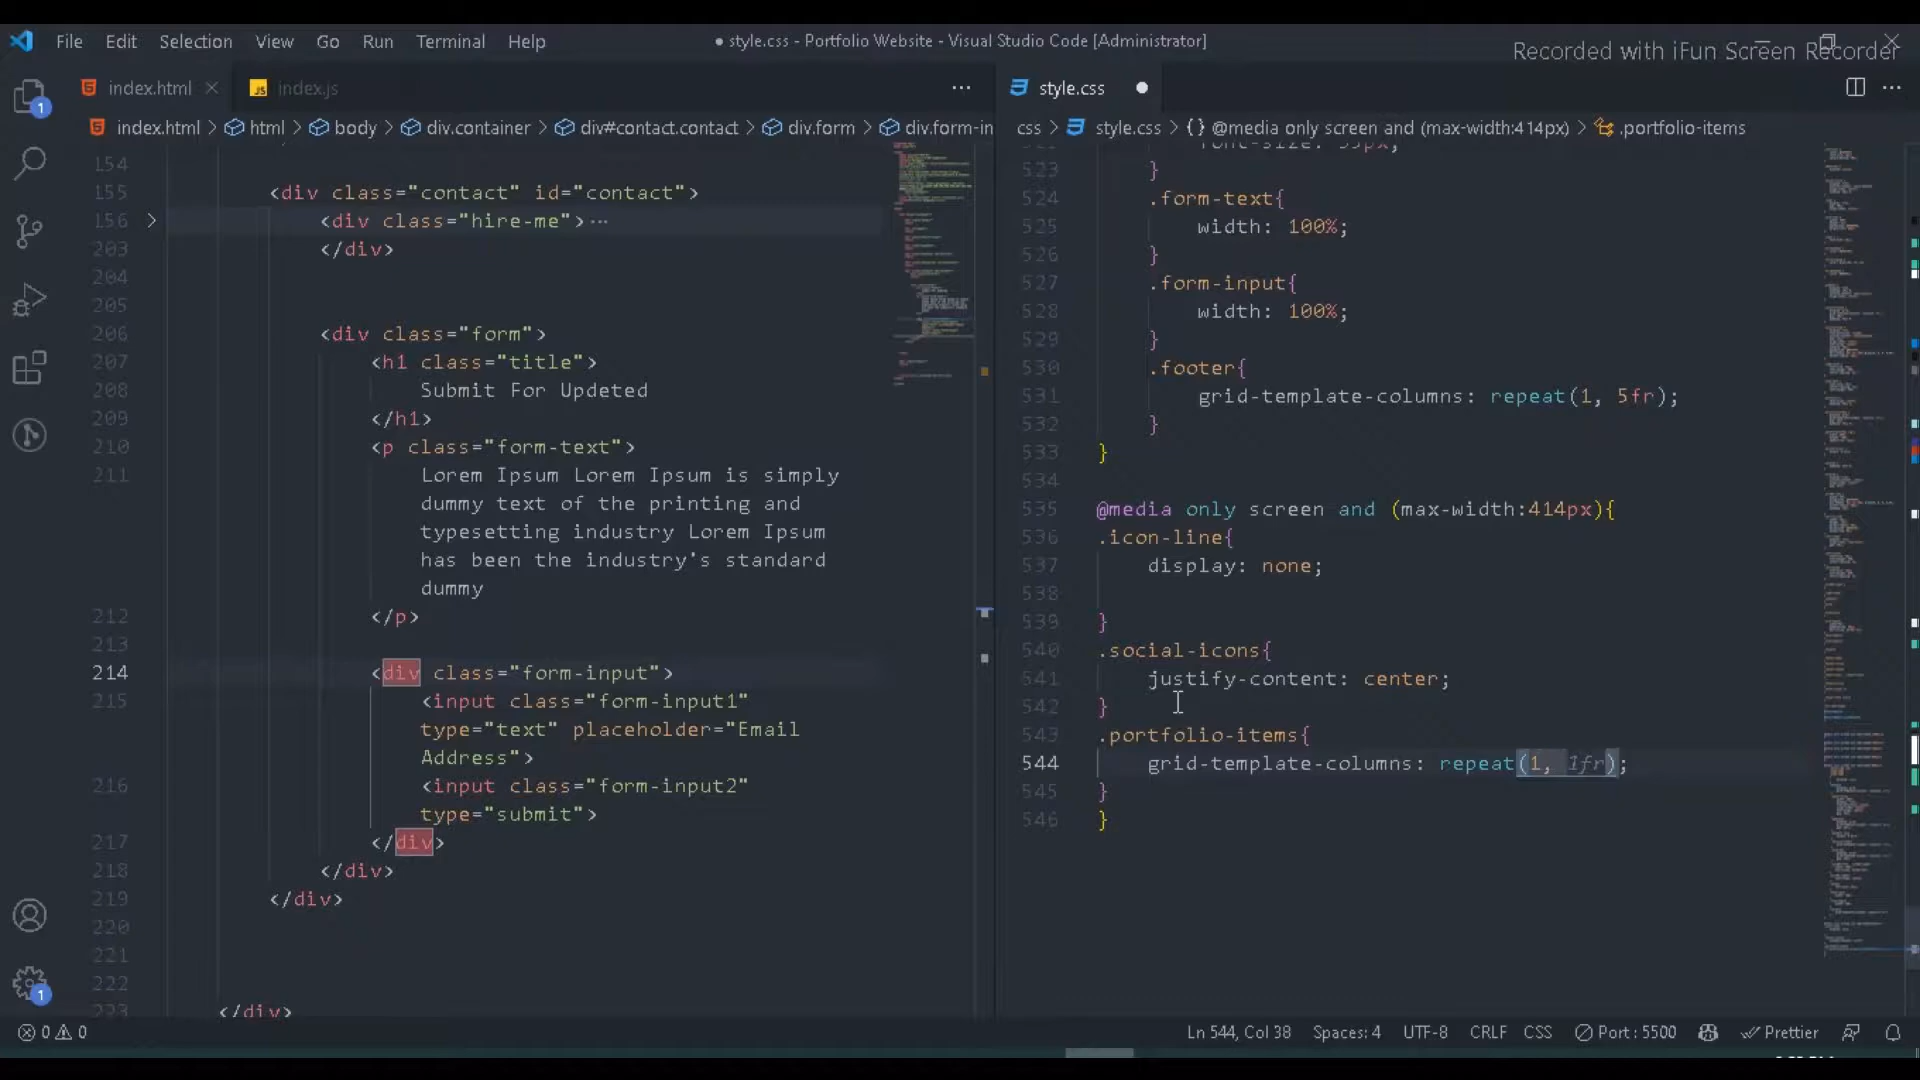 File Edit Selection View Go Run Terminal Help
● style.css - Portfolio Website - Visual Studio Code [Administrator]
Recorded with iFun Screen Recorder
index.html
index.js
style.css
index.html > html > body > div.container > div#contact.contact > div.form > div.form-in
css > style.css > {} @media only screen and (max-width:414px) > .portfolio-items
154
155 <div class="contact" id="contact">
156 <div class="hire-me">
203 </div>
204
205
206 <div class="form">
207 <h1 class="title">
208 Submit For Updeted
209 </h1>
210 <p class="form-text">
211 Lorem Ipsum Lorem Ipsum is simply
dummy text of the printing and
typesetting industry Lorem Ipsum
has been the industry's standard
dummy
212 </p>
213
214 <div class="form-input">
215 <input class="form-input1"
type="text" placeholder="Email
Address">
216 <input class="form-input2"
type="submit">
217 </div>
218 </div>
219 </div>
220
221
222
223 </div>
523 }
524 .form-text{
525 width: 100%;
526 }
527 .form-input{
528 width: 100%;
529 }
530 .footer{
531 grid-template-columns: repeat(1, 5fr);
532 }
533 }
534
535 @media only screen and (max-width:414px){
536 .icon-line{
537 display: none;
538
539 }
540 .social-icons{
541 justify-content: center;
542 }
543 .portfolio-items{
544 grid-template-columns: repeat(1, 1fr);
545 }
546 }
1
1
0 0 Ln 544, Col 38 Spaces: 4 UTF-8 CRLF CSS Port : 5500 Prettier